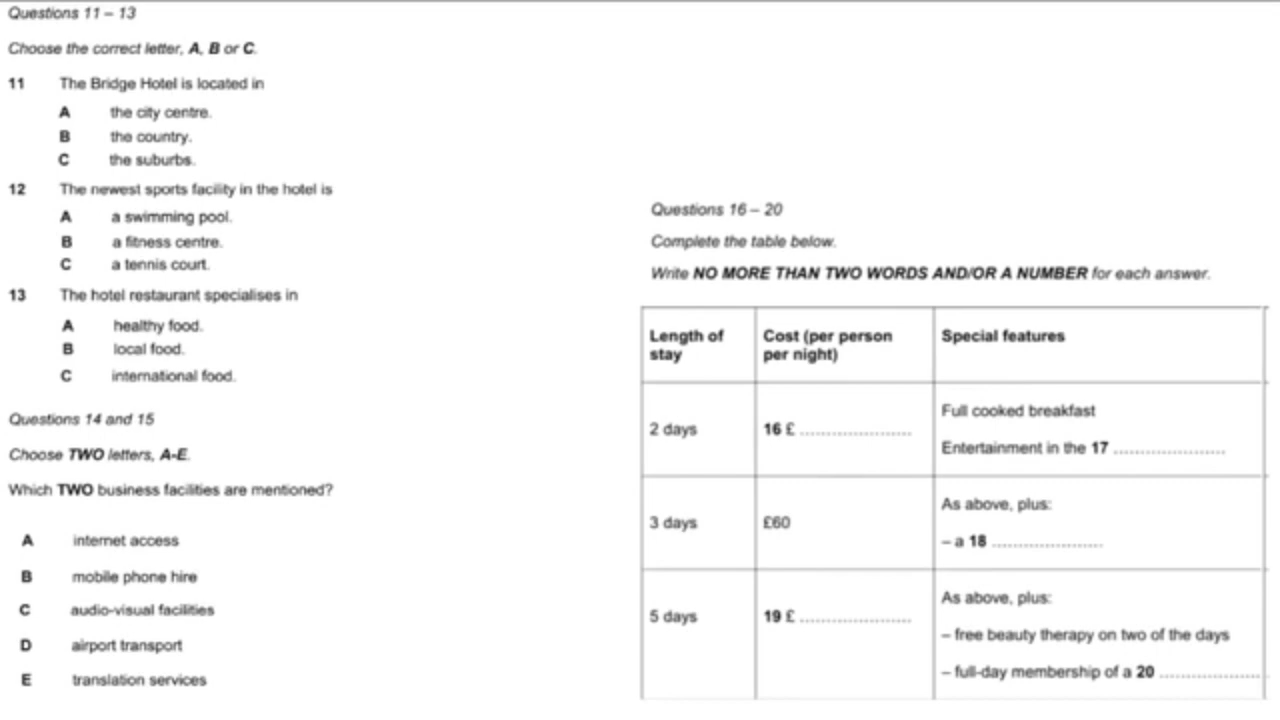 Questions 11 – 13
Choose the correct letter, A, B or C.
11 The Bridge Hotel is located in
A the city centre.
B the country.
C the suburbs.
12 The newest sports facility in the hotel is
A a swimming pool.
B a fitness centre.
C a tennis court.
13 The hotel restaurant specialises in
A healthy food.
B local food.
C international food.
Questions 14 and 15
Choose TWO letters, A-E.
Which TWO business facilities are mentioned?
A internet access
B mobile phone hire
C audio-visual facilities
D airport transport
E translation services
Questions 16 – 20
Complete the table below.
Write NO MORE THAN TWO WORDS AND/OR A NUMBER for each answer.
Length of stay
Cost (per person per night)
Special features
2 days
16 £ ......................
Full cooked breakfast
Entertainment in the 17 ......................
3 days
£60
As above, plus:
– a 18 ......................
5 days
19 £ ......................
As above, plus:
– free beauty therapy on two of the days
– full-day membership of a 20 ......................